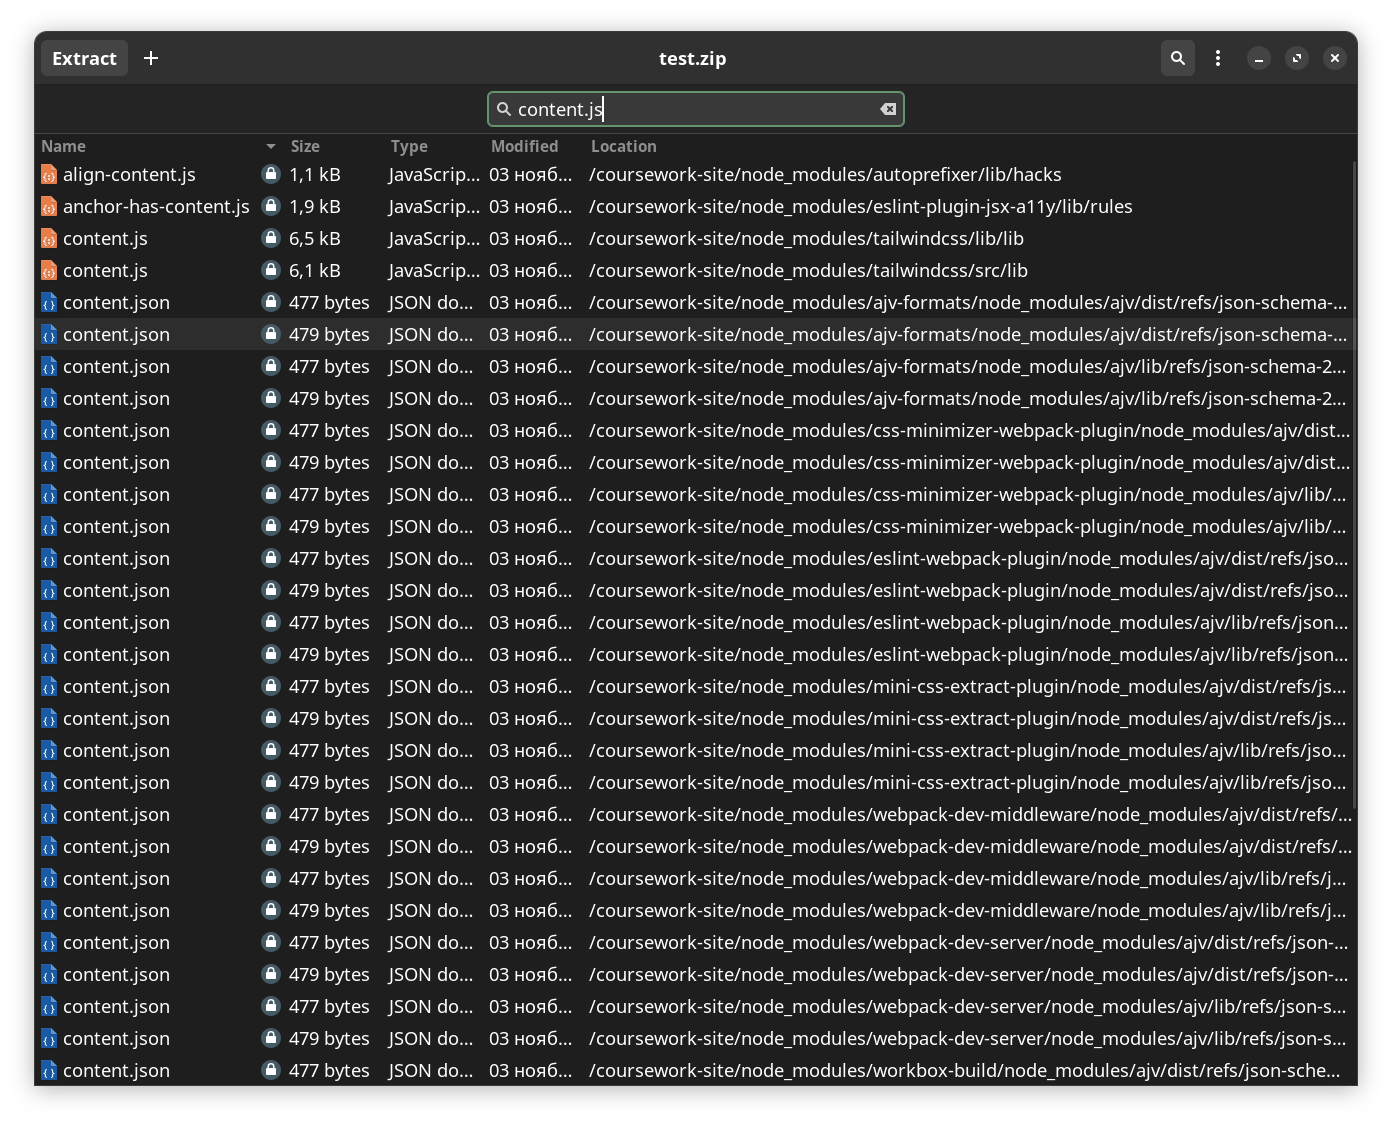 Extract + test.zip
content.js
Name Size Type Modified Location
align-content.js 1,1 kB JavaScrip... 03 нояб... /coursework-site/node_modules/autoprefixer/lib/hacks
anchor-has-content.js 1,9 kB JavaScrip... 03 нояб... /coursework-site/node_modules/eslint-plugin-jsx-a11y/lib/rules
content.js 6,5 kB JavaScrip... 03 нояб... /coursework-site/node_modules/tailwindcss/lib/lib
content.js 6,1 kB JavaScrip... 03 нояб... /coursework-site/node_modules/tailwindcss/src/lib
content.json 477 bytes JSON do... 03 нояб... /coursework-site/node_modules/ajv-formats/node_modules/ajv/dist/refs/json-schema-...
content.json 479 bytes JSON do... 03 нояб... /coursework-site/node_modules/ajv-formats/node_modules/ajv/dist/refs/json-schema-...
content.json 477 bytes JSON do... 03 нояб... /coursework-site/node_modules/ajv-formats/node_modules/ajv/lib/refs/json-schema-2...
content.json 479 bytes JSON do... 03 нояб... /coursework-site/node_modules/ajv-formats/node_modules/ajv/lib/refs/json-schema-2...
content.json 477 bytes JSON do... 03 нояб... /coursework-site/node_modules/css-minimizer-webpack-plugin/node_modules/ajv/dist...
content.json 479 bytes JSON do... 03 нояб... /coursework-site/node_modules/css-minimizer-webpack-plugin/node_modules/ajv/dist...
content.json 477 bytes JSON do... 03 нояб... /coursework-site/node_modules/css-minimizer-webpack-plugin/node_modules/ajv/lib/...
content.json 479 bytes JSON do... 03 нояб... /coursework-site/node_modules/css-minimizer-webpack-plugin/node_modules/ajv/lib/...
content.json 477 bytes JSON do... 03 нояб... /coursework-site/node_modules/eslint-webpack-plugin/node_modules/ajv/dist/refs/jso...
content.json 479 bytes JSON do... 03 нояб... /coursework-site/node_modules/eslint-webpack-plugin/node_modules/ajv/dist/refs/jso...
content.json 477 bytes JSON do... 03 нояб... /coursework-site/node_modules/eslint-webpack-plugin/node_modules/ajv/lib/refs/json...
content.json 479 bytes JSON do... 03 нояб... /coursework-site/node_modules/eslint-webpack-plugin/node_modules/ajv/lib/refs/json...
content.json 477 bytes JSON do... 03 нояб... /coursework-site/node_modules/mini-css-extract-plugin/node_modules/ajv/dist/refs/js...
content.json 479 bytes JSON do... 03 нояб... /coursework-site/node_modules/mini-css-extract-plugin/node_modules/ajv/dist/refs/js...
content.json 477 bytes JSON do... 03 нояб... /coursework-site/node_modules/mini-css-extract-plugin/node_modules/ajv/lib/refs/jso...
content.json 479 bytes JSON do... 03 нояб... /coursework-site/node_modules/mini-css-extract-plugin/node_modules/ajv/lib/refs/jso...
content.json 477 bytes JSON do... 03 нояб... /coursework-site/node_modules/webpack-dev-middleware/node_modules/ajv/dist/refs/...
content.json 479 bytes JSON do... 03 нояб... /coursework-site/node_modules/webpack-dev-middleware/node_modules/ajv/dist/refs/...
content.json 477 bytes JSON do... 03 нояб... /coursework-site/node_modules/webpack-dev-middleware/node_modules/ajv/lib/refs/j...
content.json 479 bytes JSON do... 03 нояб... /coursework-site/node_modules/webpack-dev-middleware/node_modules/ajv/lib/refs/j...
content.json 477 bytes JSON do... 03 нояб... /coursework-site/node_modules/webpack-dev-server/node_modules/ajv/dist/refs/json-...
content.json 479 bytes JSON do... 03 нояб... /coursework-site/node_modules/webpack-dev-server/node_modules/ajv/dist/refs/json-...
content.json 477 bytes JSON do... 03 нояб... /coursework-site/node_modules/webpack-dev-server/node_modules/ajv/lib/refs/json-s...
content.json 479 bytes JSON do... 03 нояб... /coursework-site/node_modules/webpack-dev-server/node_modules/ajv/lib/refs/json-s...
content.json 477 bytes JSON do... 03 нояб... /coursework-site/node_modules/workbox-build/node_modules/ajv/dist/refs/json-sche...